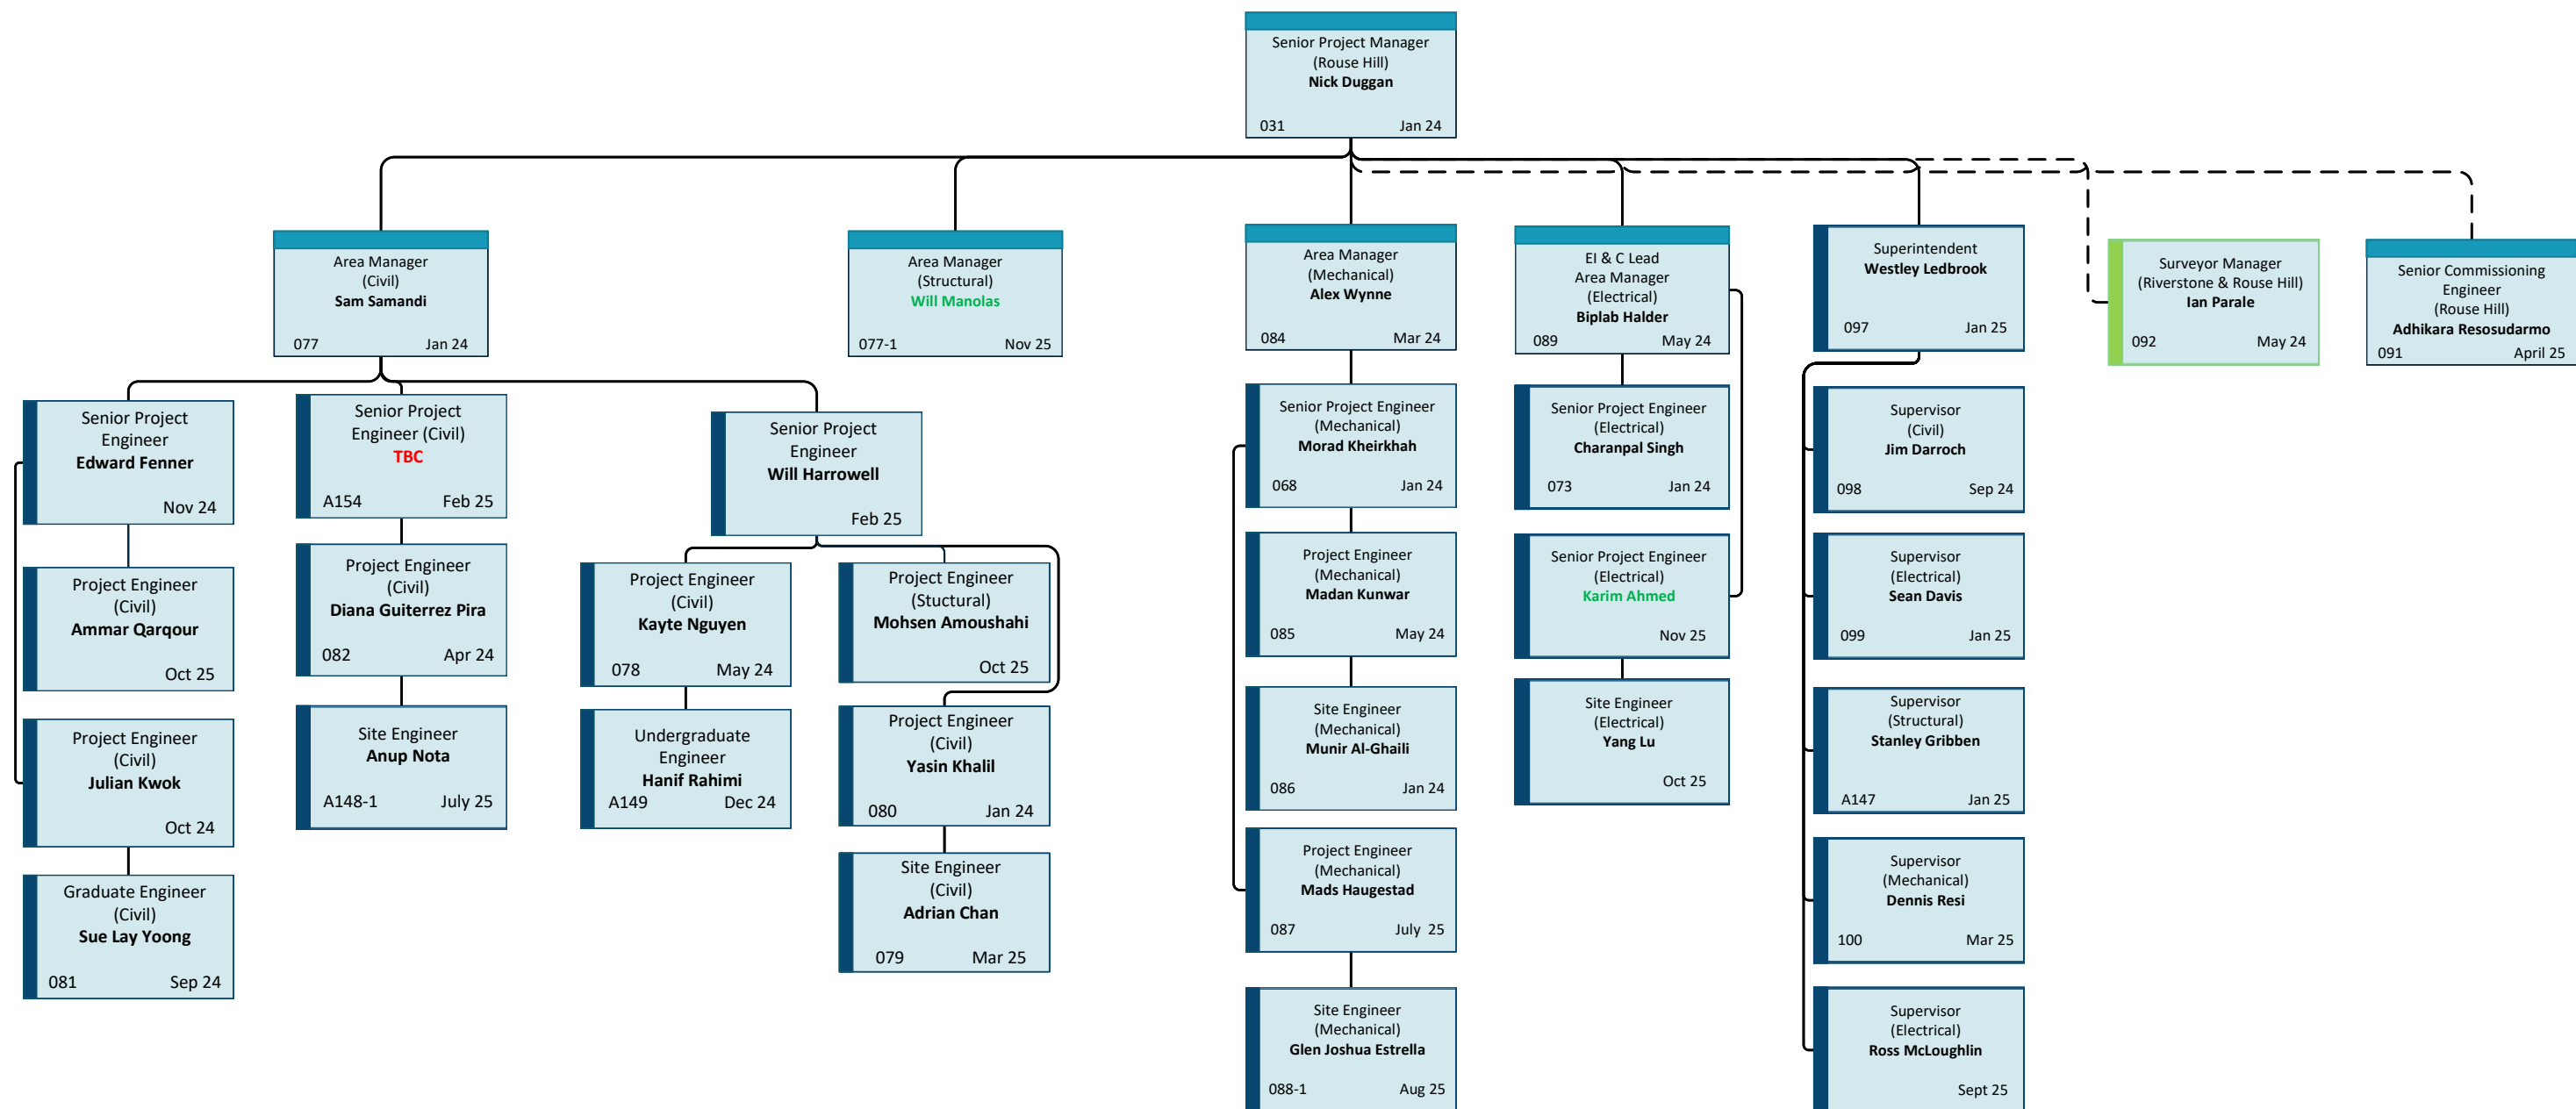 Senior Project Manager
(Rouse Hill)
Nick Duggan
031 Jan 24
Area Manager
(Civil)
Sam Samandi
077 Jan 24
Area Manager
(Structural)
Will Manolas
077-1 Nov 25
Area Manager
(Mechanical)
Alex Wynne
084 Mar 24
EI & C Lead
Area Manager
(Electrical)
Biplab Halder
089 May 24
Superintendent
Westley Ledbrook
097 Jan 25
Surveyor Manager
(Riverstone & Rouse Hill)
Ian Parale
092 May 24
Senior Commissioning
Engineer
(Rouse Hill)
Adhikara Resosudarmo
091 April 25
Senior Project
Engineer
Edward Fenner
Nov 24
Project Engineer
(Civil)
Ammar Qarqour
Oct 25
Project Engineer
(Civil)
Julian Kwok
Oct 24
Graduate Engineer
(Civil)
Sue Lay Yoong
081 Sep 24
Senior Project
Engineer (Civil)
TBC
A154 Feb 25
Project Engineer
(Civil)
Diana Guiterrez Pira
082 Apr 24
Site Engineer
Anup Nota
A148-1 July 25
Senior Project
Engineer
Will Harrowell
Feb 25
Project Engineer
(Civil)
Kayte Nguyen
078 May 24
Undergraduate
Engineer
Hanif Rahimi
A149 Dec 24
Project Engineer
(Stuctural)
Mohsen Amoushahi
Oct 25
Project Engineer
(Civil)
Yasin Khalil
080 Jan 24
Site Engineer
(Civil)
Adrian Chan
079 Mar 25
Senior Project Engineer
(Mechanical)
Morad Kheirkhah
068 Jan 24
Project Engineer
(Mechanical)
Madan Kunwar
085 May 24
Site Engineer
(Mechanical)
Munir Al-Ghaili
086 Jan 24
Project Engineer
(Mechanical)
Mads Haugestad
087 July 25
Site Engineer
(Mechanical)
Glen Joshua Estrella
088-1 Aug 25
Senior Project Engineer
(Electrical)
Charanpal Singh
073 Jan 24
Senior Project Engineer
(Electrical)
Karim Ahmed
Nov 25
Site Engineer
(Electrical)
Yang Lu
Oct 25
Supervisor
(Civil)
Jim Darroch
098 Sep 24
Supervisor
(Electrical)
Sean Davis
099 Jan 25
Supervisor
(Structural)
Stanley Gribben
A147 Jan 25
Supervisor
(Mechanical)
Dennis Resi
100 Mar 25
Supervisor
(Electrical)
Ross McLoughlin
Sept 25